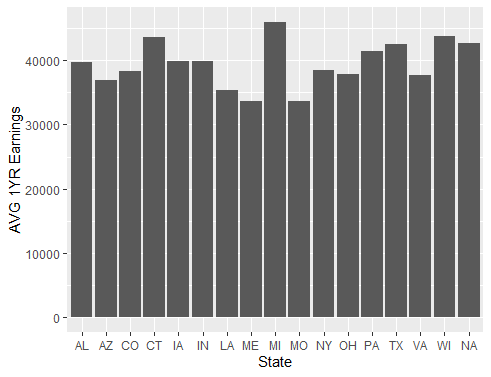 AVG 1YR Earnings
40000
30000
20000
10000
0
AL AZ CO CT IA IN LA ME MI MO NY OH PA TX VA WI NA
State